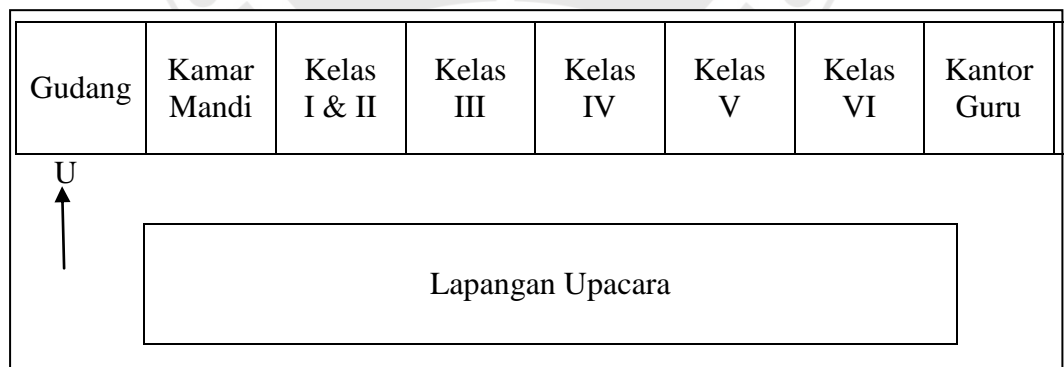 Gudang
Kamar
Mandi
Kelas
I & II
Kelas
III
Kelas
IV
Kelas
V
Kelas
VI
Kantor
Guru
U
Lapangan Upacara